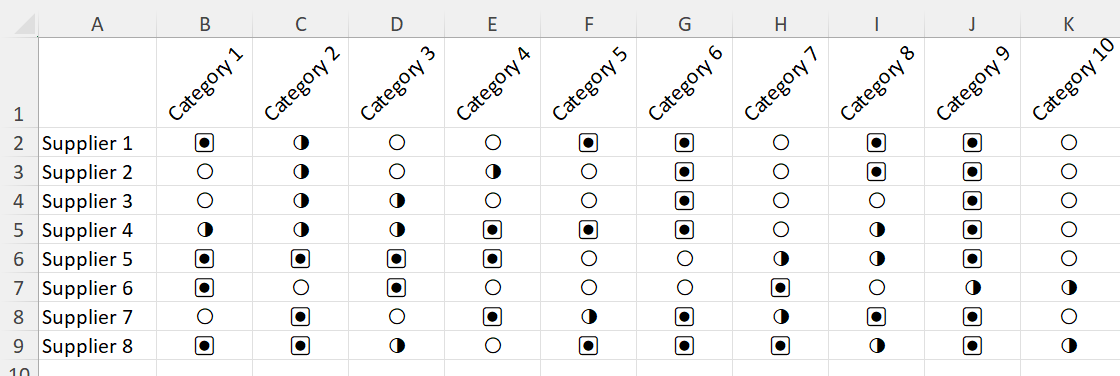 A B C D E F G H I J K
1 Category 1 Category 2 Category 3 Category 4 Category 5 Category 6 Category 7 Category 8 Category 9 Category 10
2 Supplier 1 ⏺ ◑ ○ ○ ⏺ ⏺ ○ ⏺ ⏺ ○
3 Supplier 2 ○ ◑ ○ ◑ ○ ⏺ ○ ⏺ ⏺ ○
4 Supplier 3 ○ ◑ ◑ ○ ○ ⏺ ○ ○ ⏺ ○
5 Supplier 4 ◑ ◑ ◑ ⏺ ⏺ ⏺ ○ ◑ ⏺ ○
6 Supplier 5 ⏺ ⏺ ⏺ ⏺ ○ ○ ◑ ◑ ⏺ ○
7 Supplier 6 ⏺ ○ ⏺ ○ ○ ○ ⏺ ○ ◑ ◑
8 Supplier 7 ○ ⏺ ○ ⏺ ◑ ⏺ ◑ ⏺ ⏺ ○
9 Supplier 8 ⏺ ⏺ ◑ ○ ⏺ ⏺ ⏺ ◑ ⏺ ◑
10